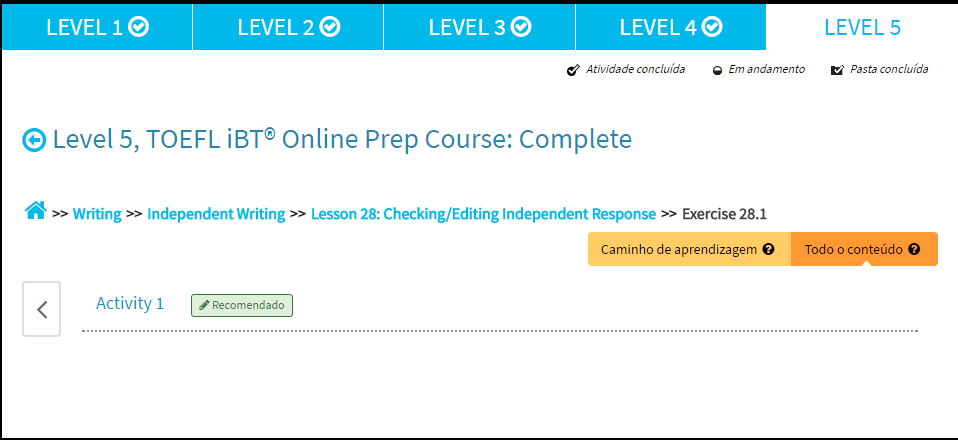 LEVEL 1 LEVEL 2 LEVEL 3 LEVEL 4 LEVEL 5
Atividade concluída Em andamento Pasta concluída
Level 5, TOEFL iBT® Online Prep Course: Complete
>> Writing >> Independent Writing >> Lesson 28: Checking/Editing Independent Response >> Exercise 28.1
Caminho de aprendizagem Todo o conteúdo
Activity 1 Recomendado